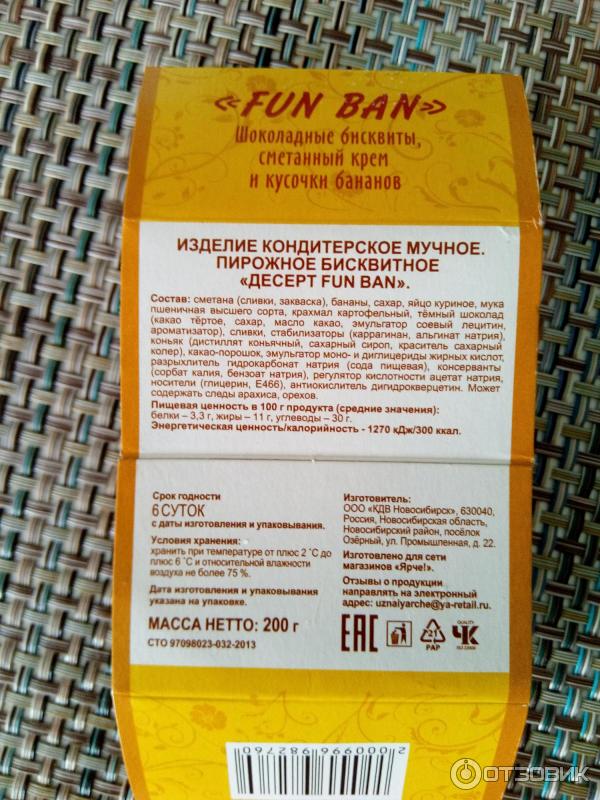 «FUN BAN»
Шоколадные бисквиты,
сметанный крем
и кусочки бананов
ИЗДЕЛИЕ КОНДИТЕРСКОЕ МУЧНОЕ.
ПИРОЖНОЕ БИСКВИТНОЕ
«ДЕСЕРТ FUN BAN».
Состав: сметана (сливки, закваска), бананы, сахар, яйцо куриное, мука
пшеничная высшего сорта, крахмал картофельный, тёмный шоколад
(какао тёртое, сахар, масло какао, эмульгатор соевый лецитин,
ароматизатор), сливки, стабилизаторы (каррагинан, альгинат натрия),
коньяк (дистиллят коньячный, сахарный сироп, краситель сахарный
колер), какао-порошок, эмульгатор моно- и диглицериды жирных кислот,
разрыхлитель гидрокарбонат натрия (сода пищевая), консерванты
(сорбат калия, бензоат натрия), регулятор кислотности ацетат натрия,
носители (глицерин, Е466), антиокислитель дигидрокверцетин. Может
содержать следы арахиса, орехов.
Пищевая ценность в 100 г продукта (средние значения):
белки – 3,3 г, жиры – 11 г, углеводы – 30 г.
Энергетическая ценность/калорийность - 1270 кДж/300 ккал.
Срок годности
6 СУТОК
с даты изготовления и упаковывания.
Условия хранения:
хранить при температуре от плюс 2 °С до
плюс 6 °С и относительной влажности
воздуха не более 75 %.
Дата изготовления и упаковывания
указана на упаковке.
МАССА НЕТТО: 200 г
СТО 97098023-032-2013
Изготовитель:
ООО «КДВ Новосибирск», 630040,
Россия, Новосибирская область,
Новосибирский район, посёлок
Озёрный, ул. Промышленная, д. 22.
Изготовлено для сети
магазинов «Ярче!».
Отзывы о продукции
направлять на электронный
адрес: uznaiyarche@ya-retail.ru.
EAC
21
PAP
QUALITY
ЧК
ISO 22000
2000996982760
ОТЗОВИК